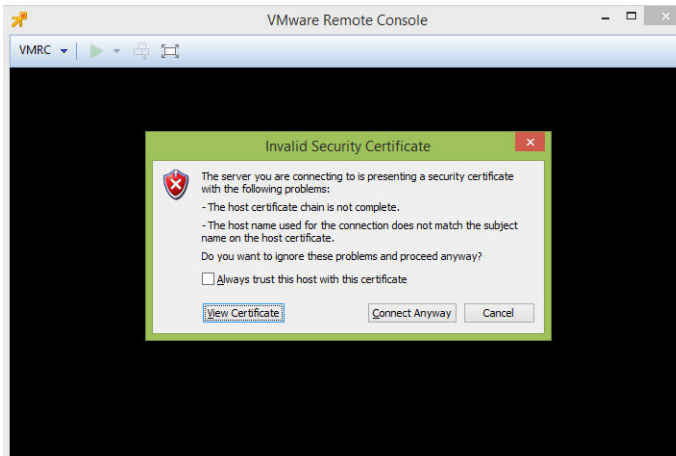 VMware Remote Console
VMRC
Invalid Security Certificate
The server you are connecting to is presenting a security certificate
with the following problems:
- The host certificate chain is not complete.
- The host name used for the connection does not match the subject
name on the host certificate.
Do you want to ignore these problems and proceed anyway?
Always trust this host with this certificate
View Certificate
Connect Anyway
Cancel